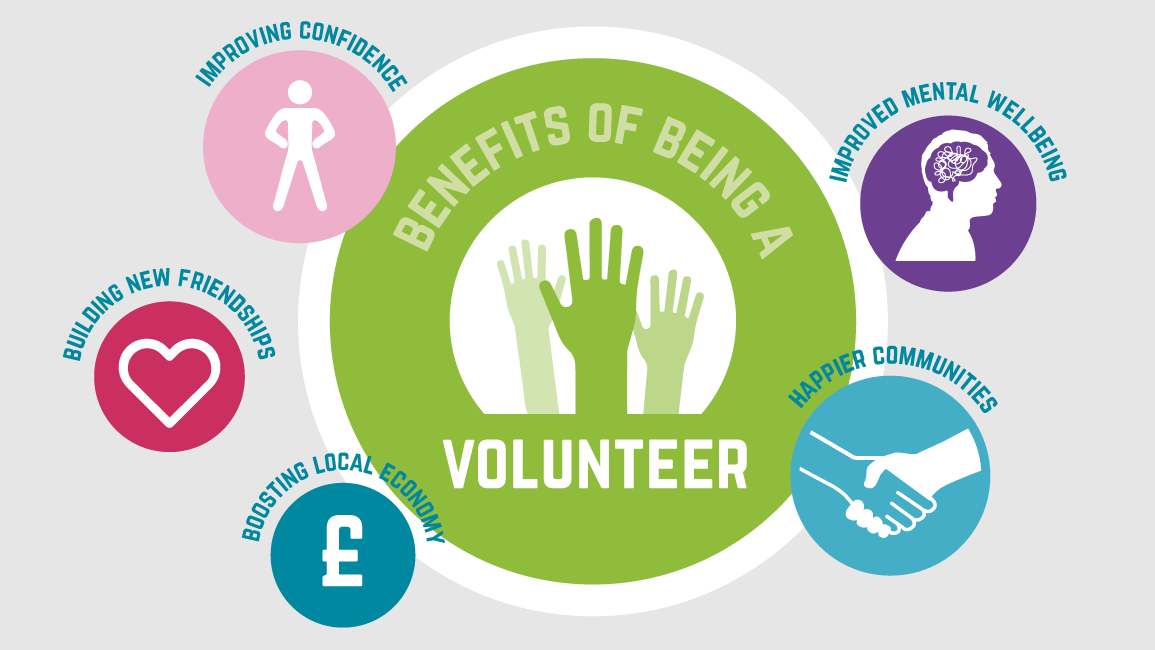 BENEFITS OF BEING A
VOLUNTEER
IMPROVING CONFIDENCE
IMPROVED MENTAL WELLBEING
BUILDING NEW FRIENDSHIPS
HAPPIER COMMUNITIES
BOOSTING LOCAL ECONOMY
£